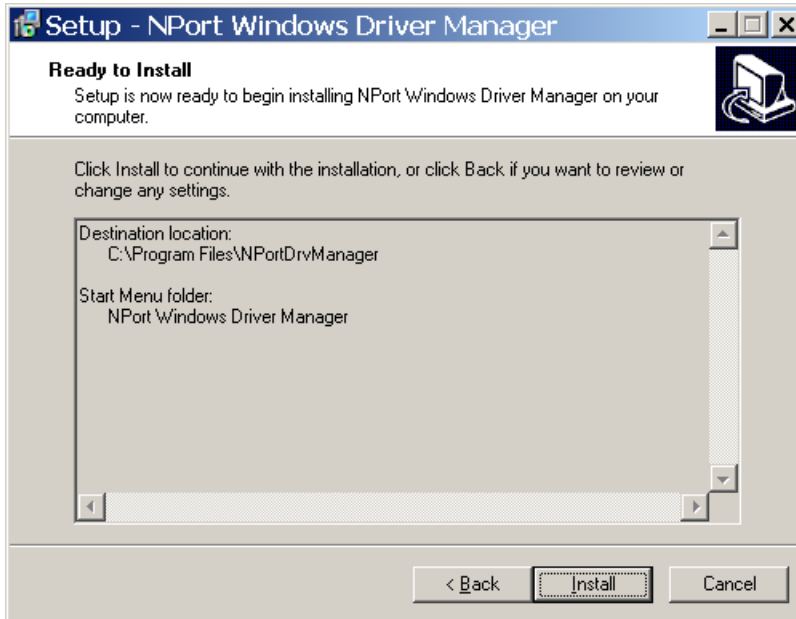 Setup - NPort Windows Driver Manager
Ready to Install
Setup is now ready to begin installing NPort Windows Driver Manager on your
computer.
Click Install to continue with the installation, or click Back if you want to review or
change any settings.
Destination location:
C:\Program Files\NPortDrvManager
Start Menu folder:
NPort Windows Driver Manager
< Back
Install
Cancel